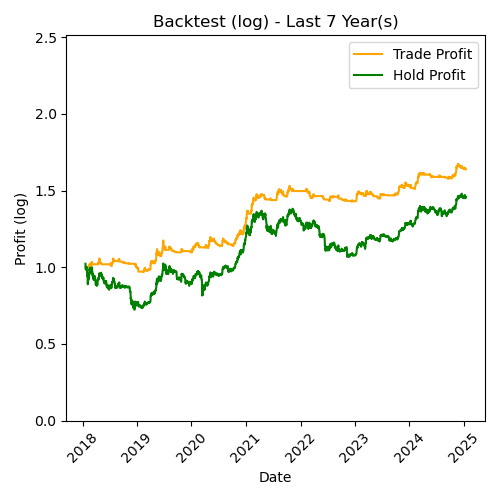 Backtest (log) - Last 7 Year(s)
Trade Profit
Hold Profit
Profit (log)
2.5
2.0
1.5
1.0
0.5
0.0
2018 2019 2020 2021 2022 2023 2024 2025
Date